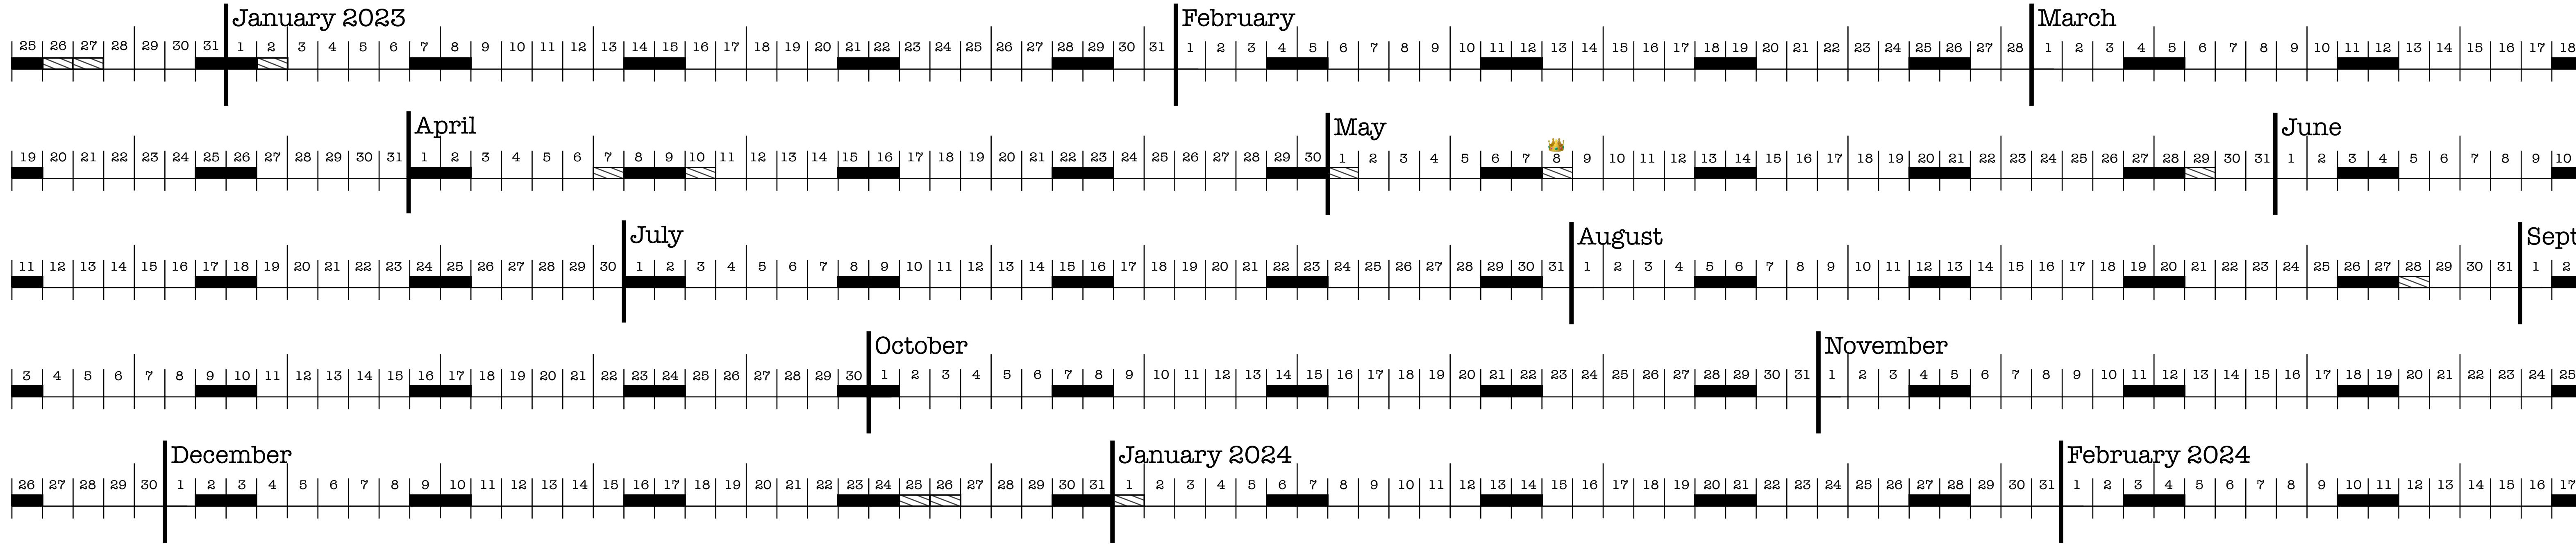 January 2023 February March
25 26 27 28 29 30 31 1 2 3 4 5 6 7 8 9 10 11 12 13 14 15 16 17 18 19 20 21 22 23 24 25 26 27 28 29 30 31 1 2 3 4 5 6 7 8 9 10 11 12 13 14 15 16 17 18 19 20 21 22 23 24 25 26 27 28 1 2 3 4 5 6 7 8 9 10 11 12 13 14 15 16 17 18
April May June
19 20 21 22 23 24 25 26 27 28 29 30 31 1 2 3 4 5 6 7 8 9 10 11 12 13 14 15 16 17 18 19 20 21 22 23 24 25 26 27 28 29 30 1 2 3 4 5 6 7 8 9 10 11 12 13 14 15 16 17 18 19 20 21 22 23 24 25 26 27 28 29 30 31 1 2 3 4 5 6 7 8 9 10
July August Sept
11 12 13 14 15 16 17 18 19 20 21 22 23 24 25 26 27 28 29 30 1 2 3 4 5 6 7 8 9 10 11 12 13 14 15 16 17 18 19 20 21 22 23 24 25 26 27 28 29 30 31 1 2 3 4 5 6 7 8 9 10 11 12 13 14 15 16 17 18 19 20 21 22 23 24 25 26 27 28 29 30 31 1 2
October November
3 4 5 6 7 8 9 10 11 12 13 14 15 16 17 18 19 20 21 22 23 24 25 26 27 28 29 30 1 2 3 4 5 6 7 8 9 10 11 12 13 14 15 16 17 18 19 20 21 22 23 24 25 26 27 28 29 30 31 1 2 3 4 5 6 7 8 9 10 11 12 13 14 15 16 17 18 19 20 21 22 23 24 25
December January 2024 February 2024
26 27 28 29 30 1 2 3 4 5 6 7 8 9 10 11 12 13 14 15 16 17 18 19 20 21 22 23 24 25 26 27 28 29 30 31 1 2 3 4 5 6 7 8 9 10 11 12 13 14 15 16 17 18 19 20 21 22 23 24 25 26 27 28 29 30 31 1 2 3 4 5 6 7 8 9 10 11 12 13 14 15 16 17